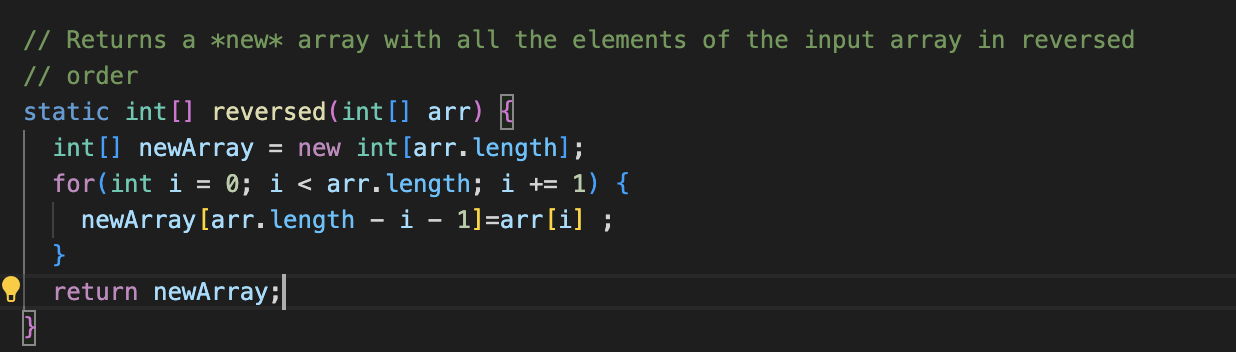 // Returns a *new* array with all the elements of the input array in reversed
// order
static int[] reversed(int[] arr) {
  int[] newArray = new int[arr.length];
  for(int i = 0; i < arr.length; i += 1) {
    newArray[arr.length - i - 1]=arr[i] ;
  }
  return newArray;
}